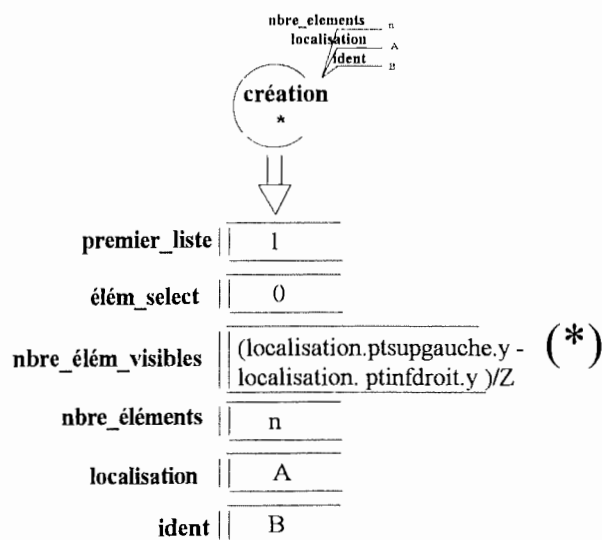 nbre_elements n
localisation A
ident B
création
*
premier_liste 1
élém_select 0
nbre_élém_visibles (localisation.ptsupgauche.y - (*)
localisation. ptinfdroit.y )/Z
nbre_éléments n
localisation A
ident B